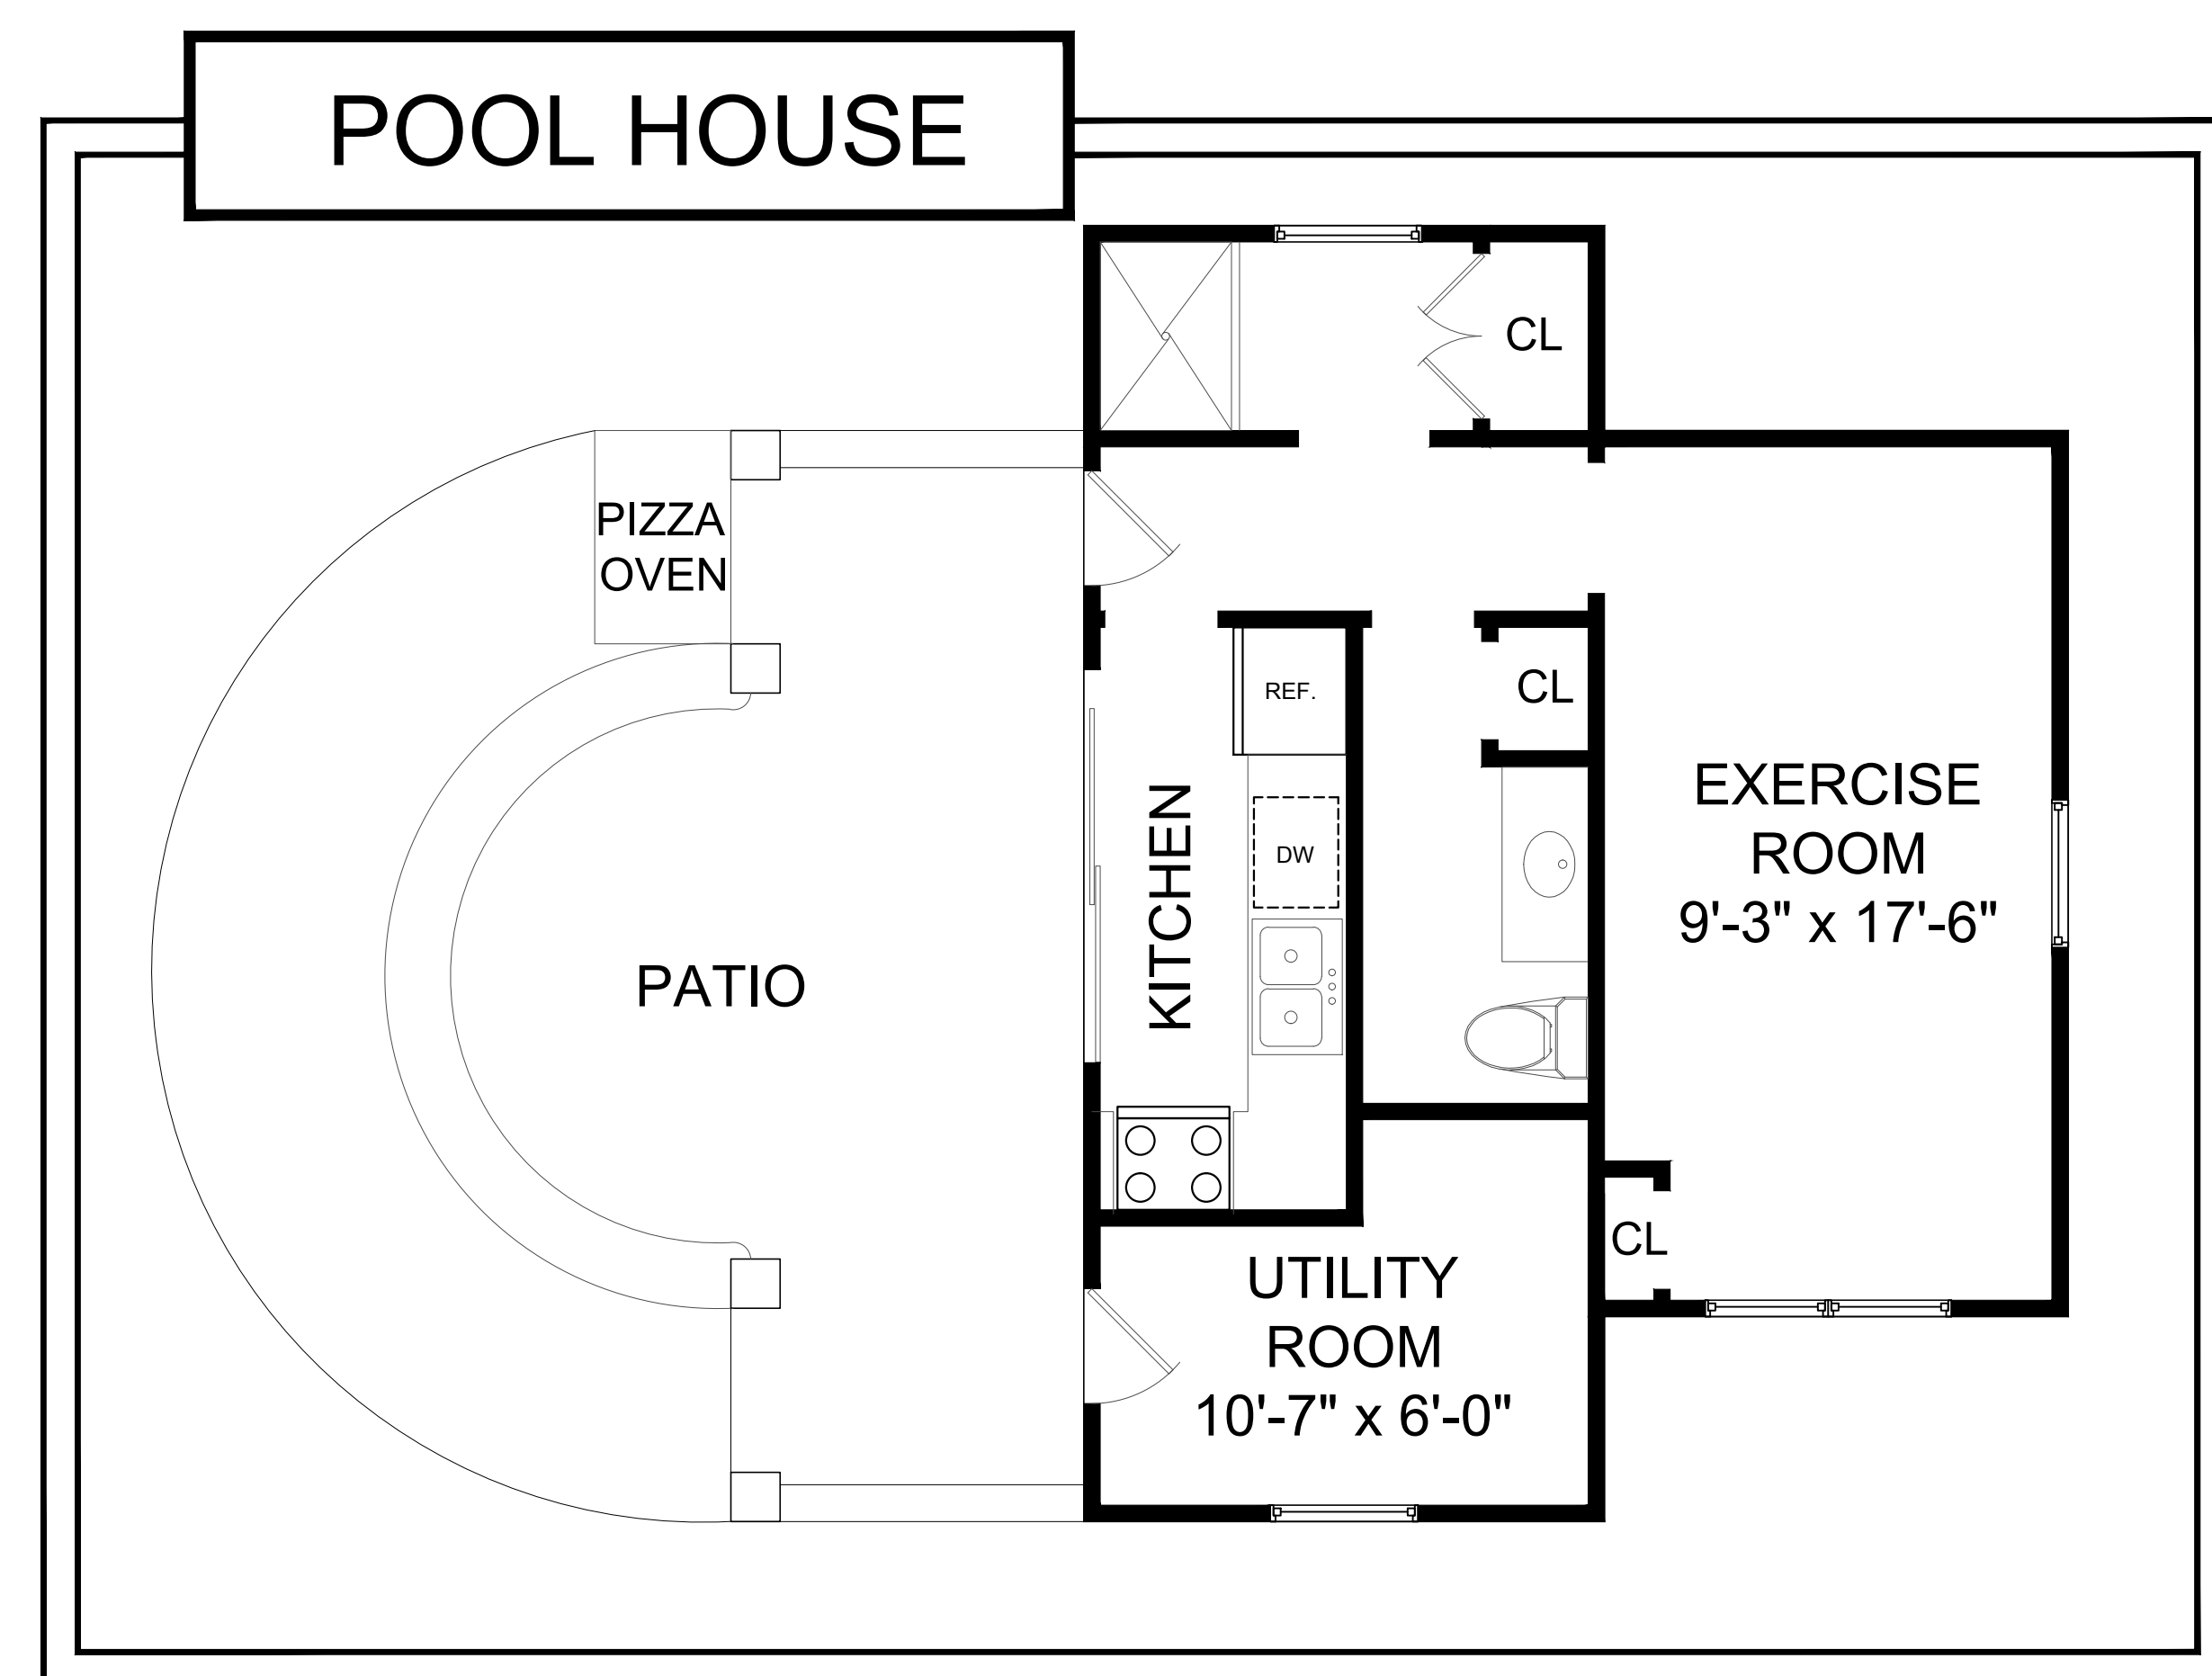 POOL HOUSE
CL
PIZZA
OVEN
REF.
CL
DW
KITCHEN
EXERCISE
ROOM
9'-3" x 17'-6"
PATIO
CL
UTILITY
ROOM
10'-7" x 6'-0"